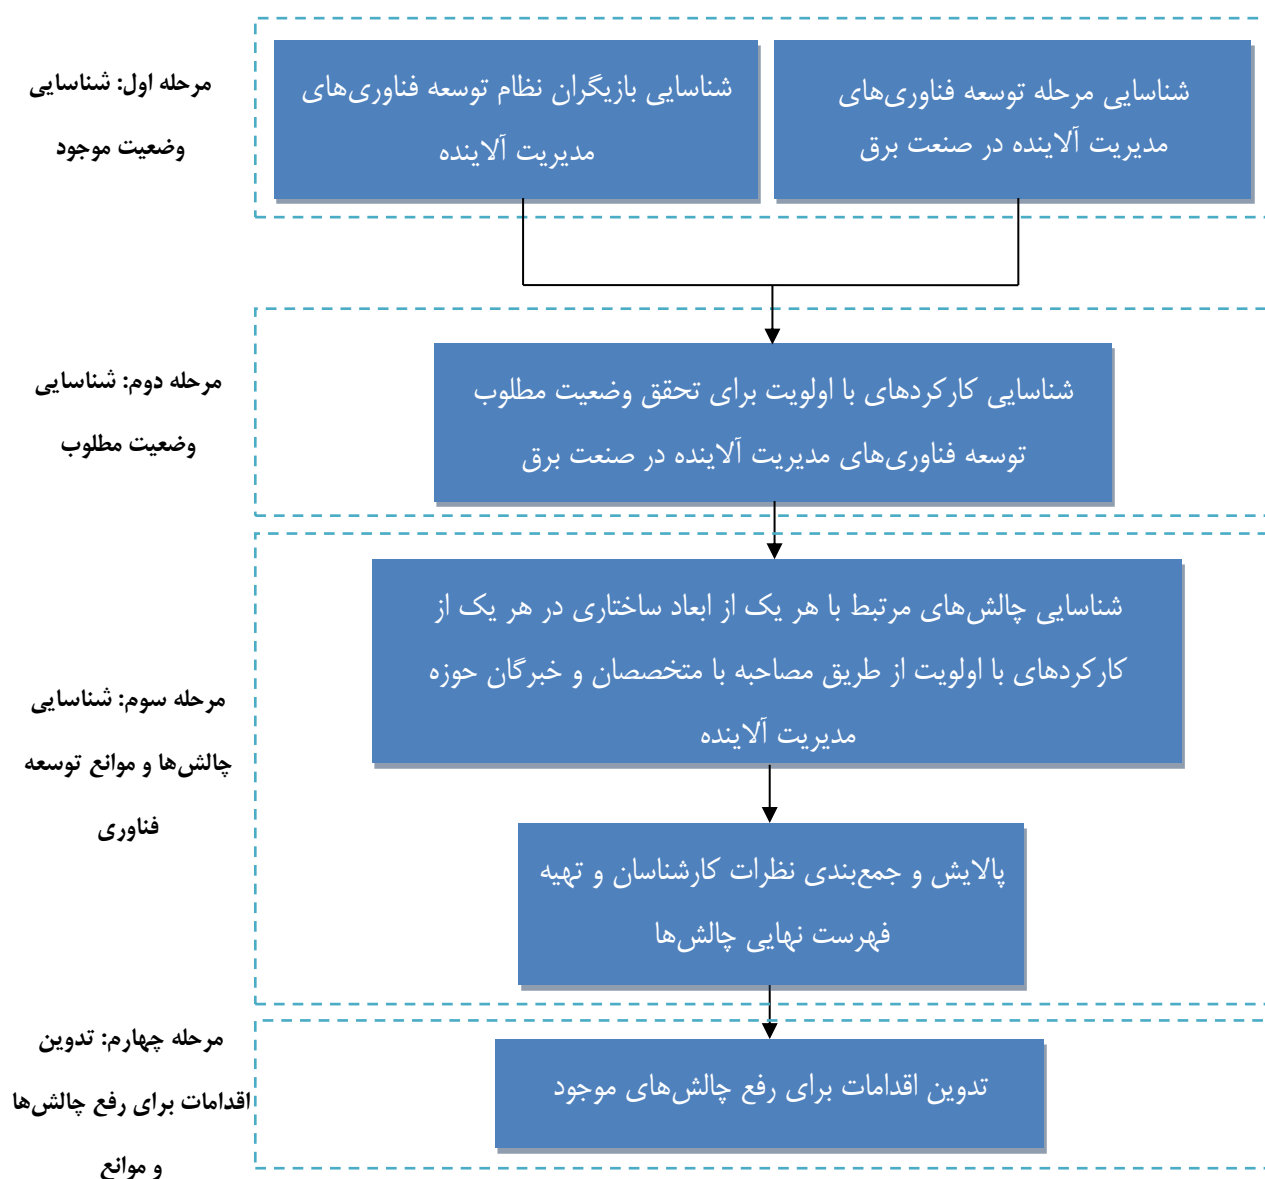 مرحله اول: شناسایی
وضعیت موجود
شناسایی مرحله توسعه فناوری‌های
مدیریت آلاینده در صنعت برق
شناسایی بازیگران نظام توسعه فناوری‌های
مدیریت آلاینده
مرحله دوم: شناسایی
وضعیت مطلوب
شناسایی کارکردهای با اولویت برای تحقق وضعیت مطلوب
توسعه فناوری‌های مدیریت آلاینده در صنعت برق
مرحله سوم: شناسایی
چالش‌ها و موانع توسعه
فناوری
شناسایی چالش‌های مرتبط با هر یک از ابعاد ساختاری در هر یک از
کارکردهای با اولویت از طریق مصاحبه با متخصصان و خبرگان حوزه
مدیریت آلاینده
پالایش و جمع‌بندی نظرات کارشناسان و تهیه
فهرست نهایی چالش‌ها
مرحله چهارم: تدوین
اقدامات برای رفع چالش‌ها
و موانع
تدوین اقدامات برای رفع چالش‌های موجود